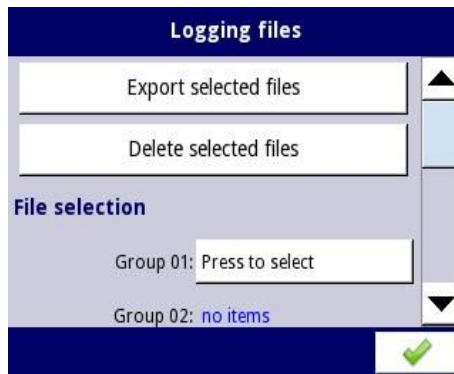 Logging files
Export selected files
Delete selected files
File selection
Group 01: Press to select
Group 02: no items